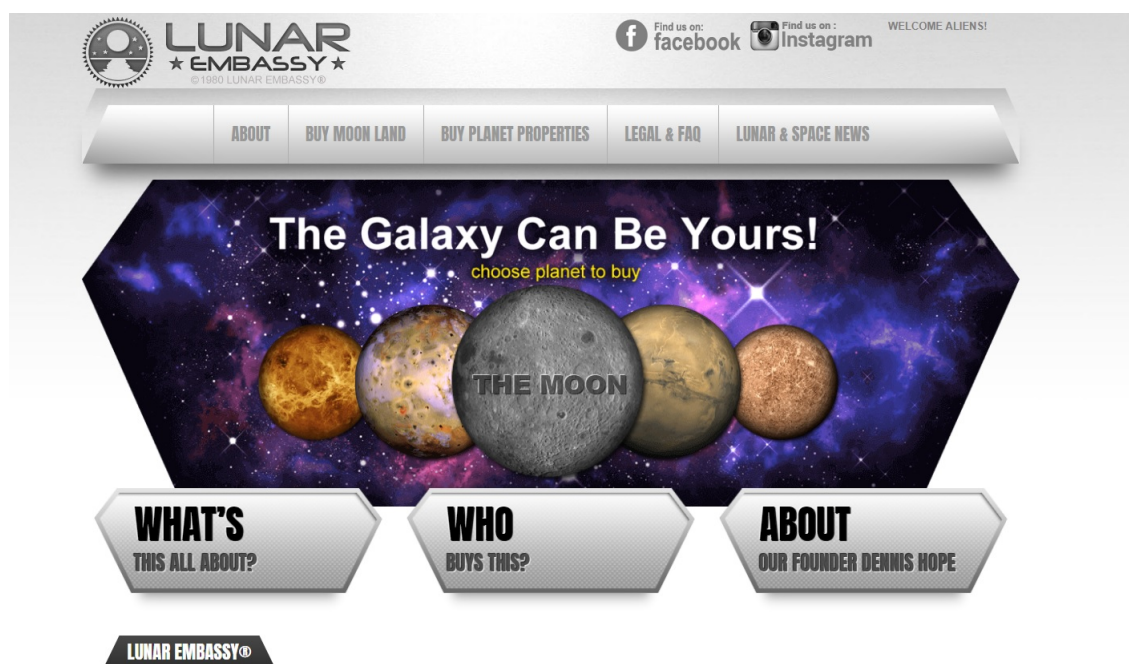 LUNAR
EMBASSY
©1980 LUNAR EMBASSY®
Find us on:
facebook
Find us on :
Instagram
WELCOME ALIENS!
ABOUT
BUY MOON LAND
BUY PLANET PROPERTIES
LEGAL & FAQ
LUNAR & SPACE NEWS
The Galaxy Can Be Yours!
choose planet to buy
THE MOON
WHAT'S
THIS ALL ABOUT?
WHO
BUYS THIS?
ABOUT
OUR FOUNDER DENNIS HOPE
LUNAR EMBASSY®